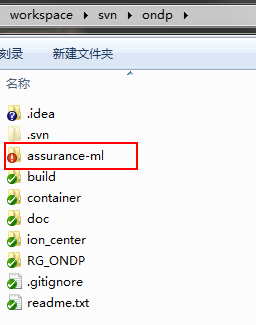 workspace ▸ svn ▸ ondp ▸
刻录 新建文件夹
名称
.idea
.svn
assurance-ml
build
container
doc
ion_center
RG_ONDP
.gitignore
readme.txt